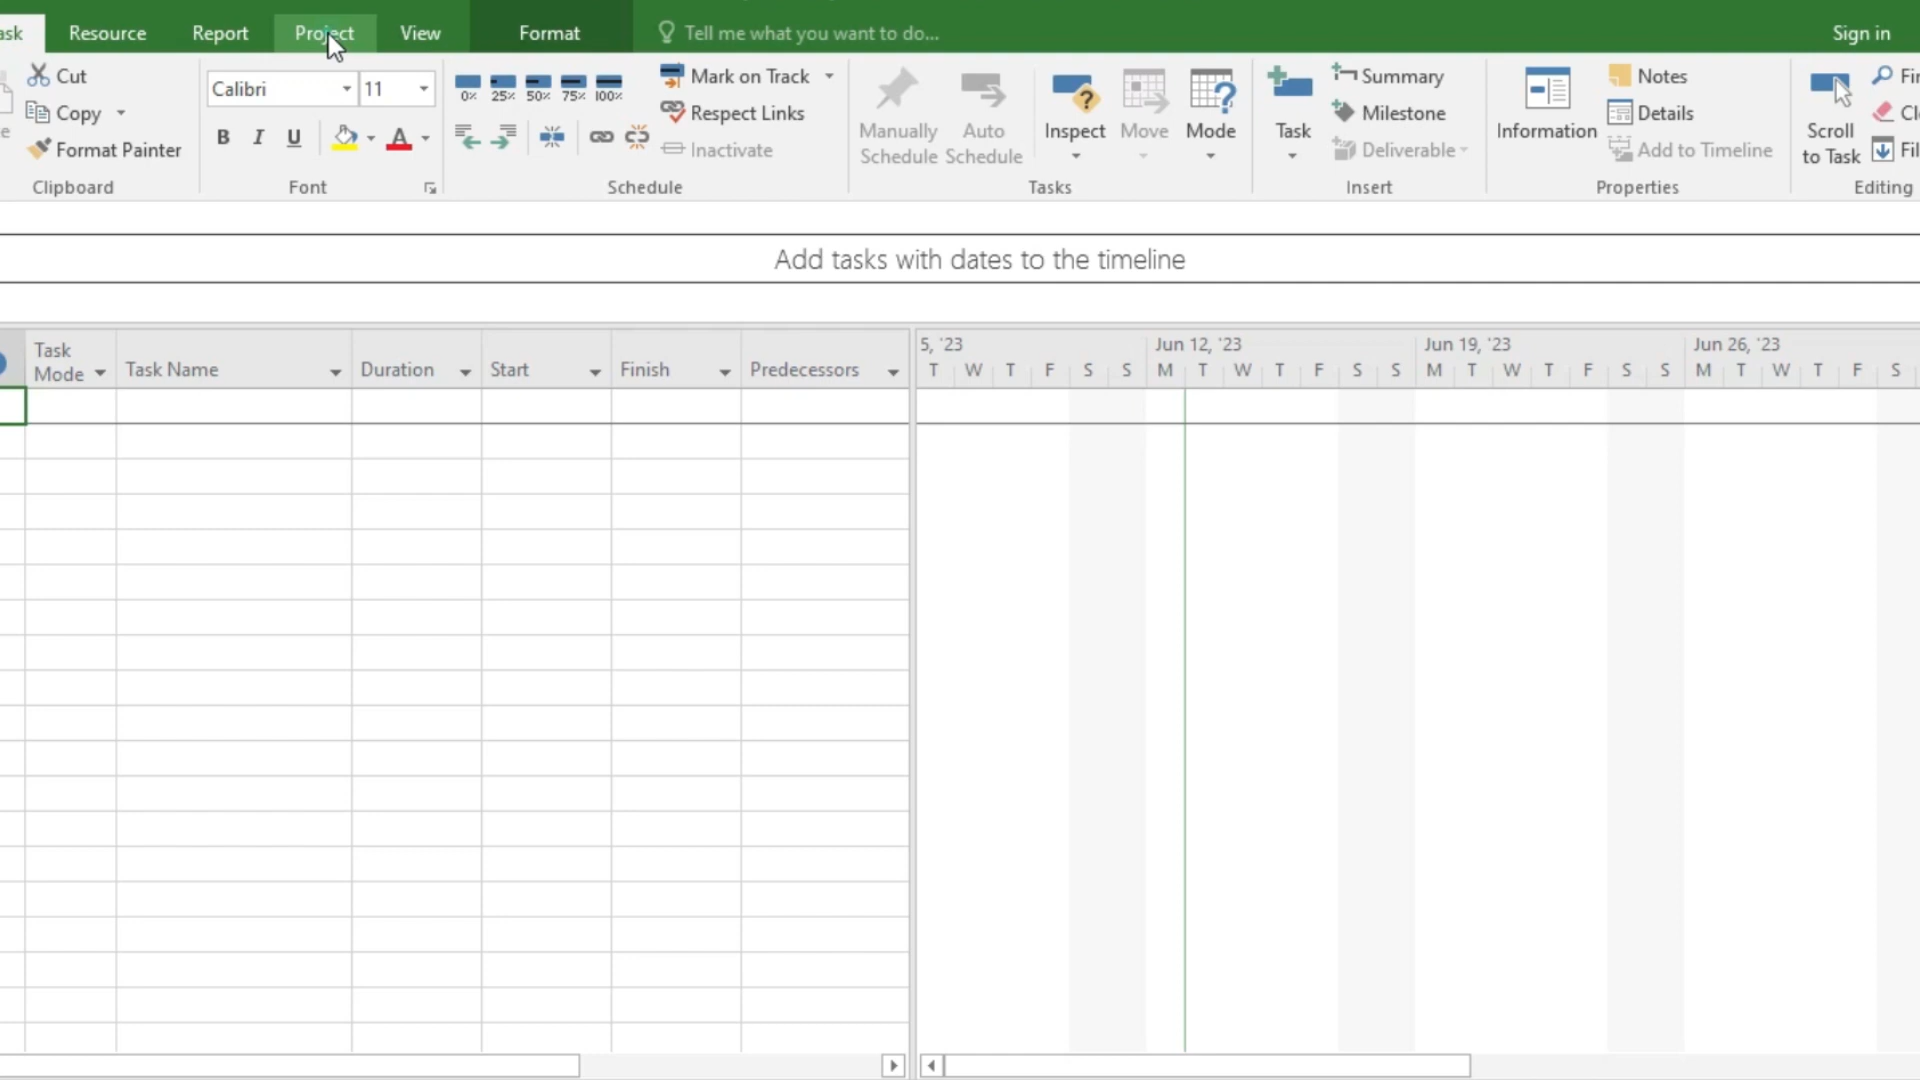 ask Resource Report Project View Format Tell me what you want to do... Sign in
Cut
Copy
Format Painter
Clipboard
Calibri 11
B I U A
Font
0% 25% 50% 75% 100%
Mark on Track
Respect Links
Inactivate
Schedule
Manually
Schedule
Auto
Schedule
Inspect
Move
Mode
Tasks
Task
Summary
Milestone
Deliverable
Insert
Information
Notes
Details
Add to Timeline
Properties
Scroll
to Task
Fin
Cl
Fil
Editing
Add tasks with dates to the timeline
Task
Mode
Task Name
Duration
Start
Finish
Predecessors
5, '23 Jun 12, '23 Jun 19, '23 Jun 26, '23
T W T F S S M T W T F S S M T W T F S S M T W T F S